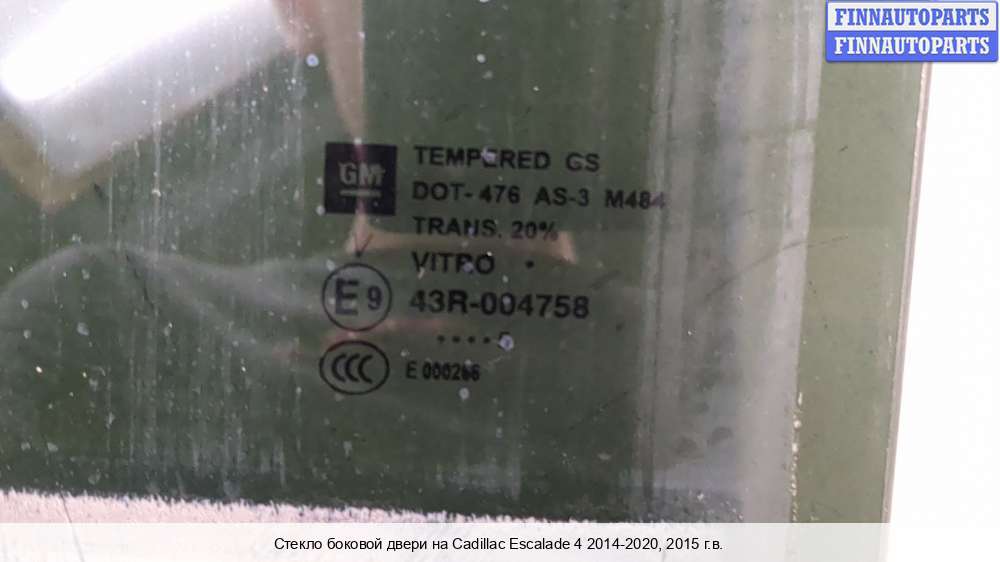 FINNAUTOPARTS
FINNAUTOPARTS
GM
TEMPERED GS
DOT-476 AS-3 M484
TRANS. 20%
VITRO
E9 43R-004758
....5
CCC E 000266
Стекло боковой двери на Cadillac Escalade 4 2014-2020, 2015 г.в.